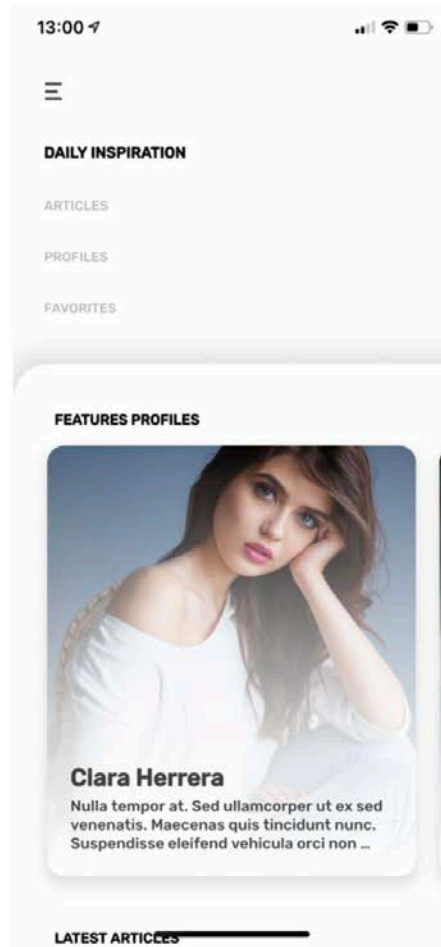 13:00
DAILY INSPIRATION
ARTICLES
PROFILES
FAVORITES
FEATURES PROFILES
Clara Herrera
Nulla tempor at. Sed ullamcorper ut ex sed
venenatis. Maecenas quis tincidunt nunc.
Suspendisse eleifend vehicula orci non ...
LATEST ARTICLES